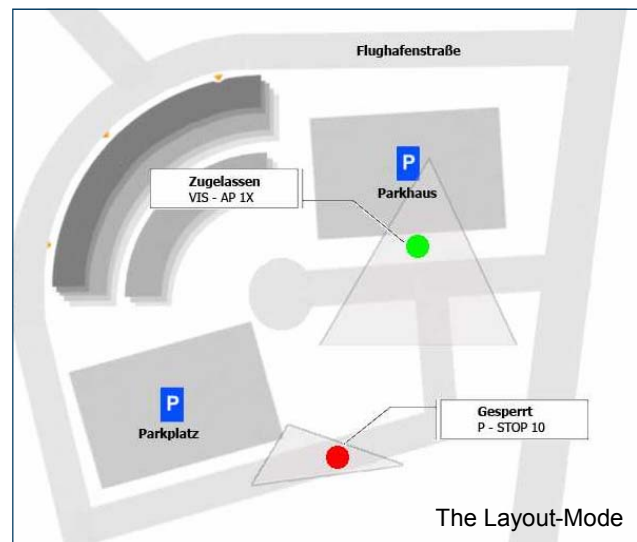 Flughafenstraße
P
Parkhaus
Zugelassen
VIS - AP 1X
P
Parkplatz
Gesperrt
P - STOP 10
The Layout-Mode